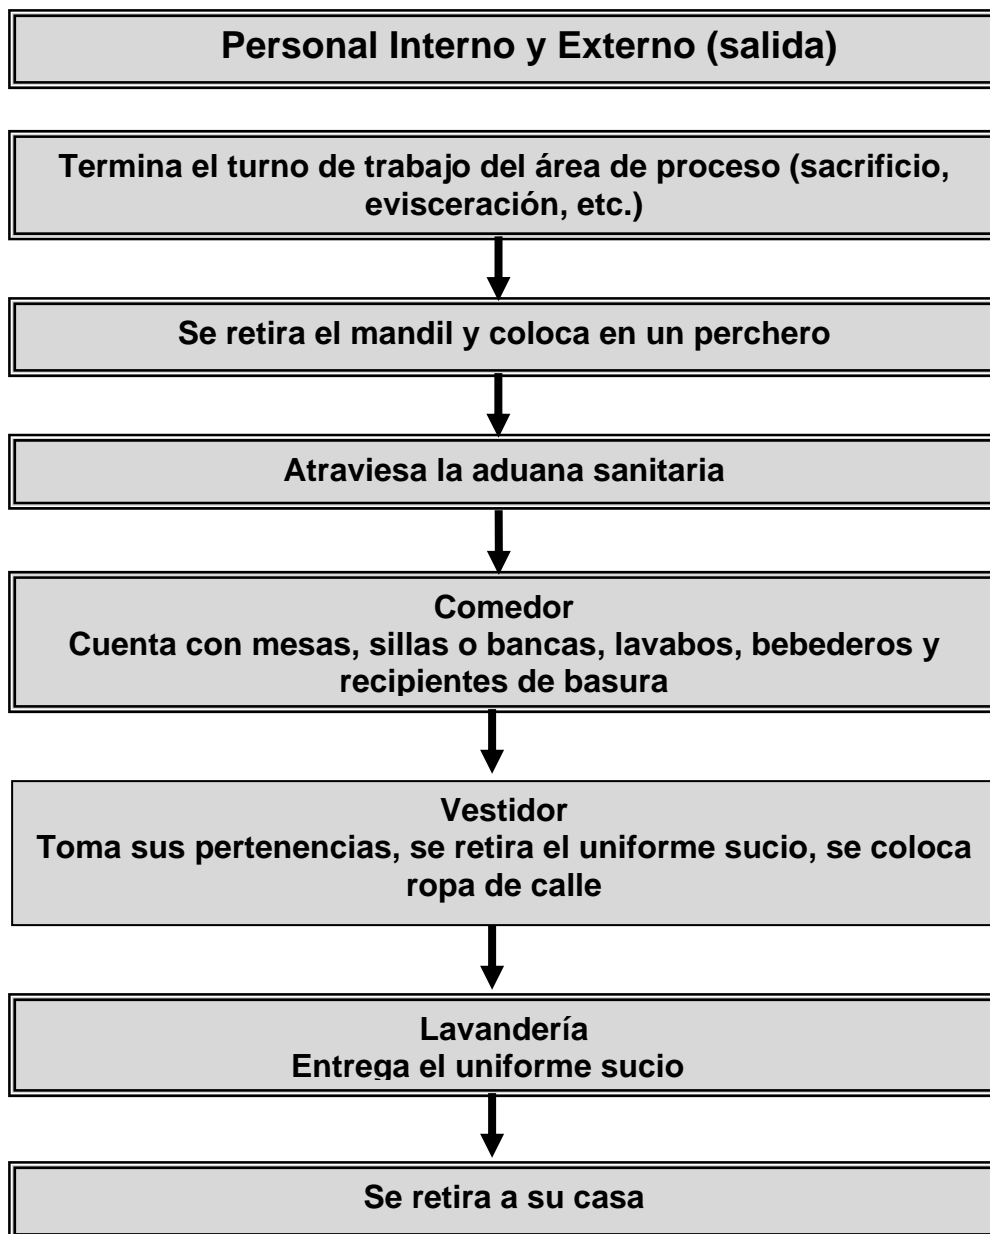 Personal Interno y Externo (salida)
Termina el turno de trabajo del área de proceso (sacrificio,
evisceración, etc.)
Se retira el mandil y coloca en un perchero
Atraviesa la aduana sanitaria
Comedor
Cuenta con mesas, sillas o bancas, lavabos, bebederos y
recipientes de basura
Vestidor
Toma sus pertenencias, se retira el uniforme sucio, se coloca
ropa de calle
Lavandería
Entrega el uniforme sucio
Se retira a su casa